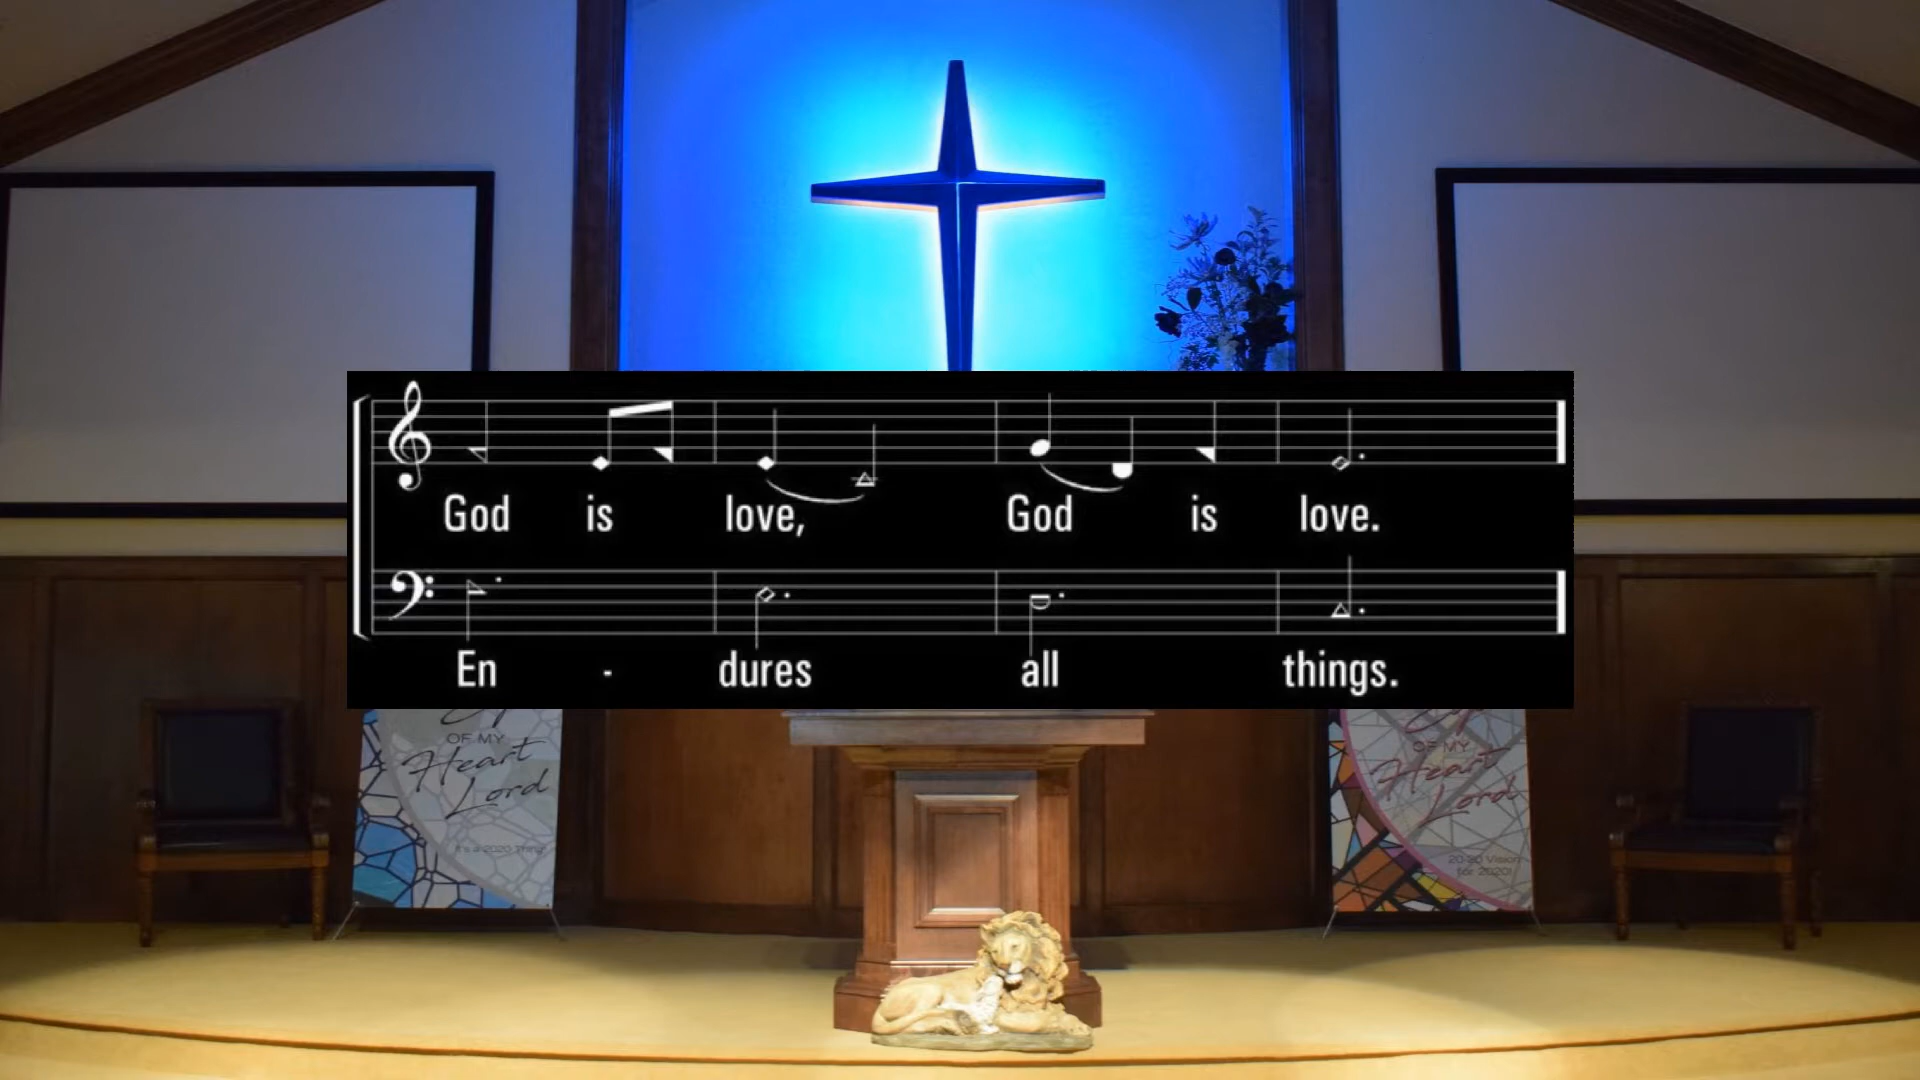 God is love, God is love.
En - dures all things.
OF MY
Heart
Lord
It's a 2020 Thing
OF MY
Heart
Lord
20-20 Vision
for 2020!